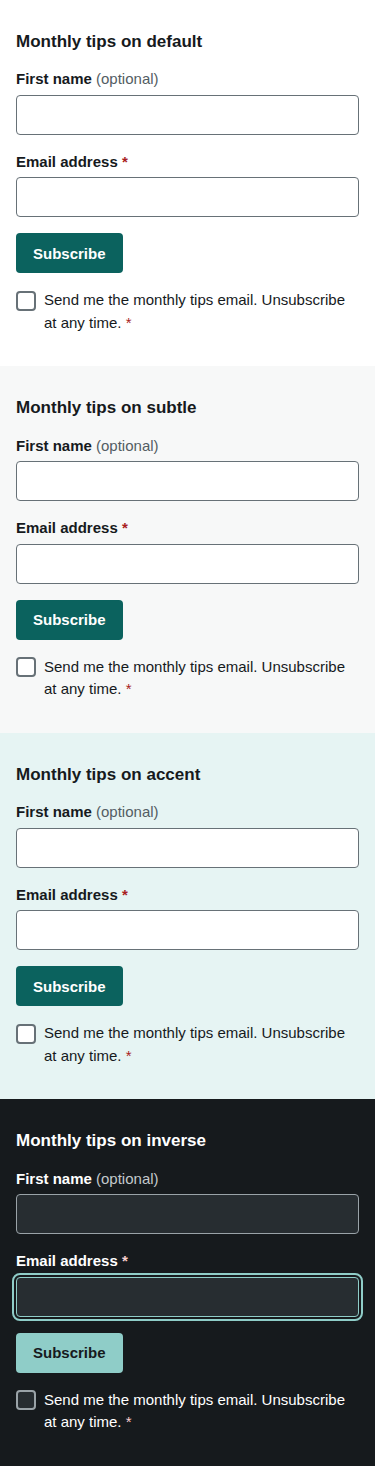 Monthly tips on default
First name (optional)
Email address *
Subscribe
Send me the monthly tips email. Unsubscribe
at any time. *
Monthly tips on subtle
First name (optional)
Email address *
Subscribe
Send me the monthly tips email. Unsubscribe
at any time. *
Monthly tips on accent
First name (optional)
Email address *
Subscribe
Send me the monthly tips email. Unsubscribe
at any time. *
Monthly tips on inverse
First name (optional)
Email address *
Subscribe
Send me the monthly tips email. Unsubscribe
at any time. *